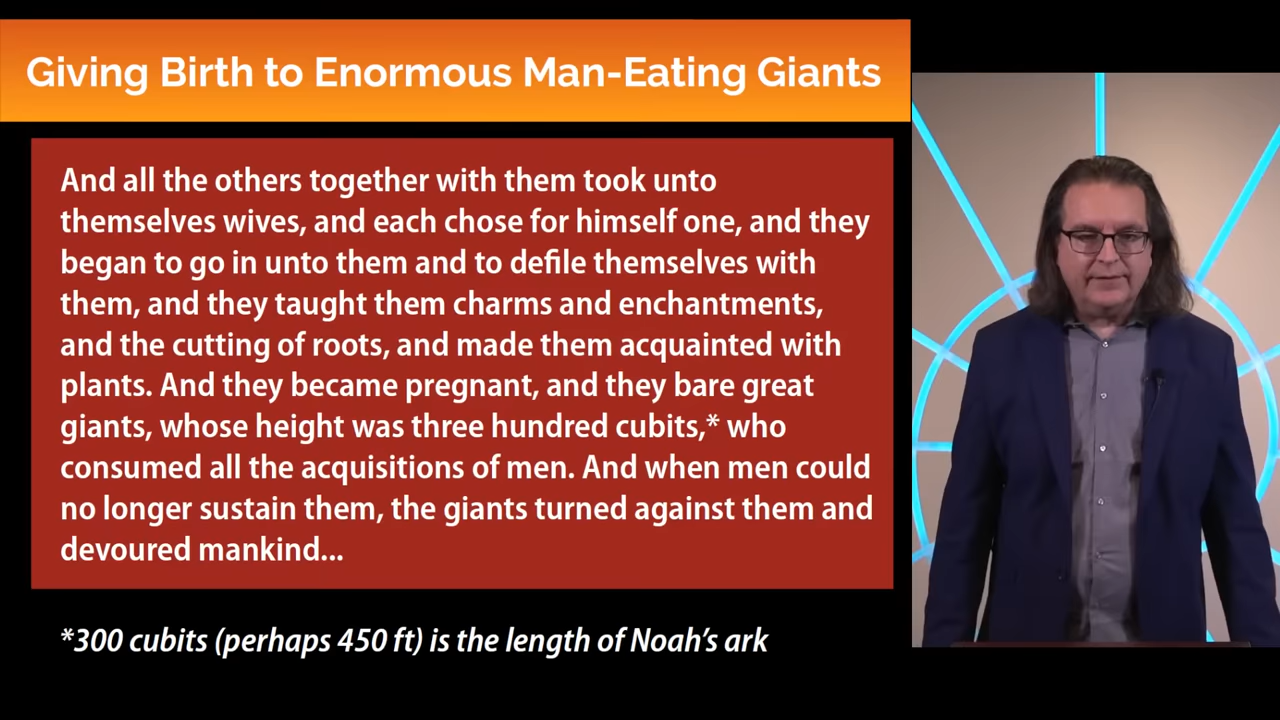 Giving Birth to Enormous Man-Eating Giants
And all the others together with them took unto
themselves wives, and each chose for himself one, and they
began to go in unto them and to defile themselves with
them, and they taught them charms and enchantments,
and the cutting of roots, and made them acquainted with
plants. And they became pregnant, and they bare great
giants, whose height was three hundred cubits,* who
consumed all the acquisitions of men. And when men could
no longer sustain them, the giants turned against them and
devoured mankind...
*300 cubits (perhaps 450 ft) is the length of Noah's ark